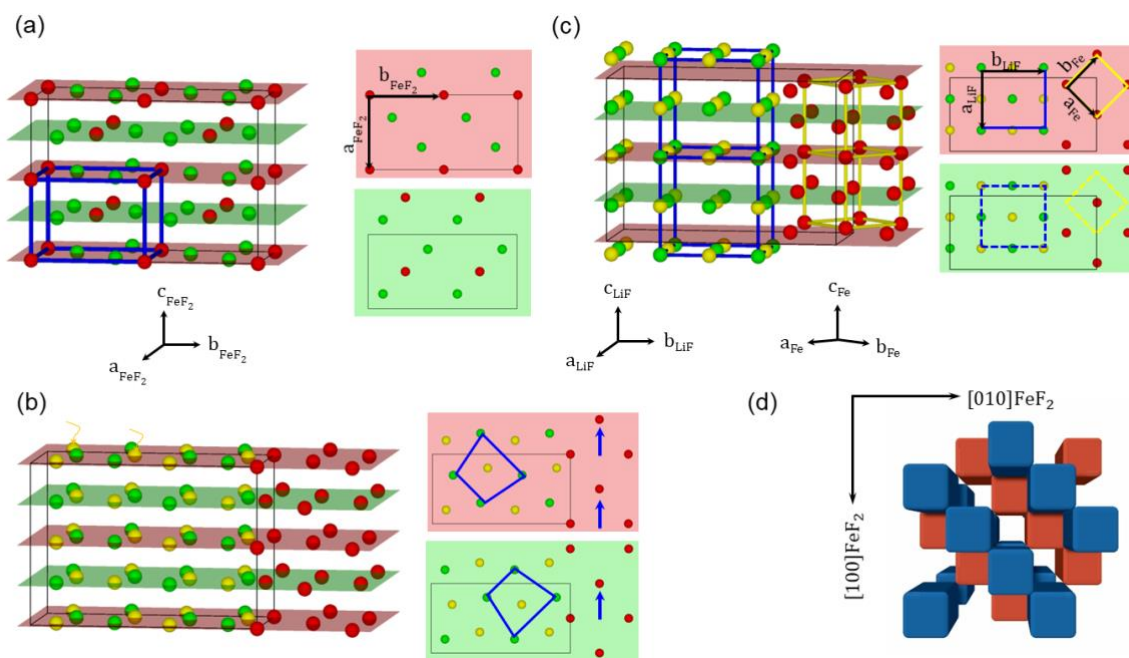 (a)
b_FeF₂
a_FeF₂
c_FeF₂
b_FeF₂
a_FeF₂
(b)
(c)
b_LiF
a_LiF
b_Fe
a_Fe
c_LiF
b_LiF
a_LiF
c_Fe
a_Fe
b_Fe
(d)
[010]FeF₂
[100]FeF₂